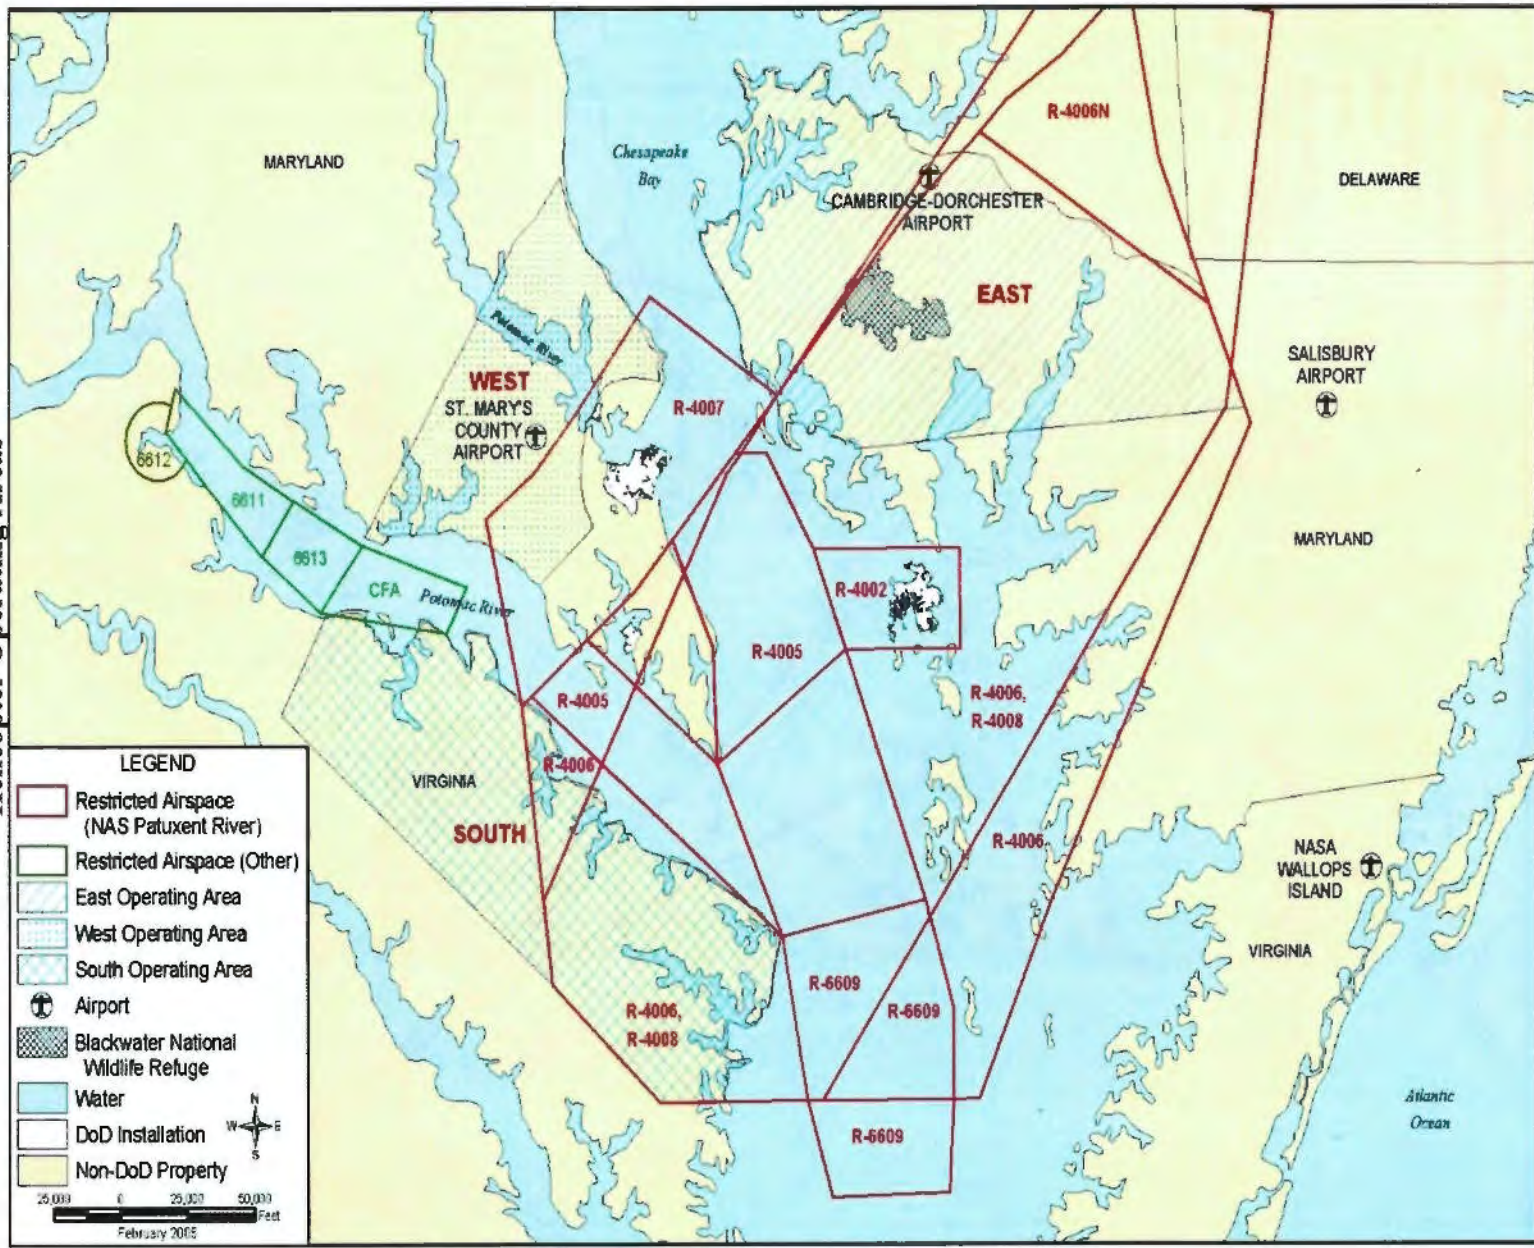 R-4006N
Chesapeake
Bay
MARYLAND
DELAWARE
CAMBRIDGE-DORCHESTER
AIRPORT
EAST
Potomac River
SALISBURY
AIRPORT
WEST
ST. MARY'S
COUNTY
AIRPORT
R-4007
6612
6611
6613
CFA
Potomac River
MARYLAND
R-4002
R-4005
R-4005
R-4006,
R-4008
R-4006
VIRGINIA
SOUTH
R-4006
NASA
WALLOPS
ISLAND
VIRGINIA
R-6609
R-6609
R-4006,
R-4008
R-6609
Atlantic
Ocean
LEGEND
Restricted Airspace
(NAS Patuxent River)
Restricted Airspace (Other)
East Operating Area
West Operating Area
South Operating Area
Airport
Blackwater National
Wildlife Refuge
Water
DoD Installation
Non-DoD Property
N
W E
S
25,000 0 25,000 50,000
Feet
February 2005